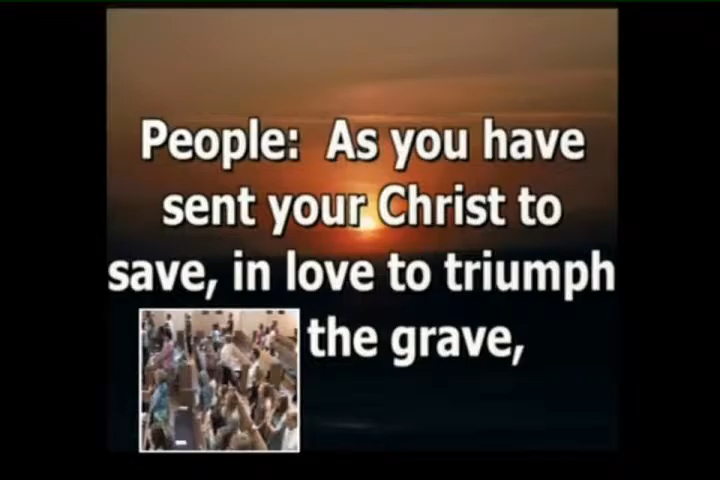 People: As you have
sent your Christ to
save, in love to triumph
the grave,